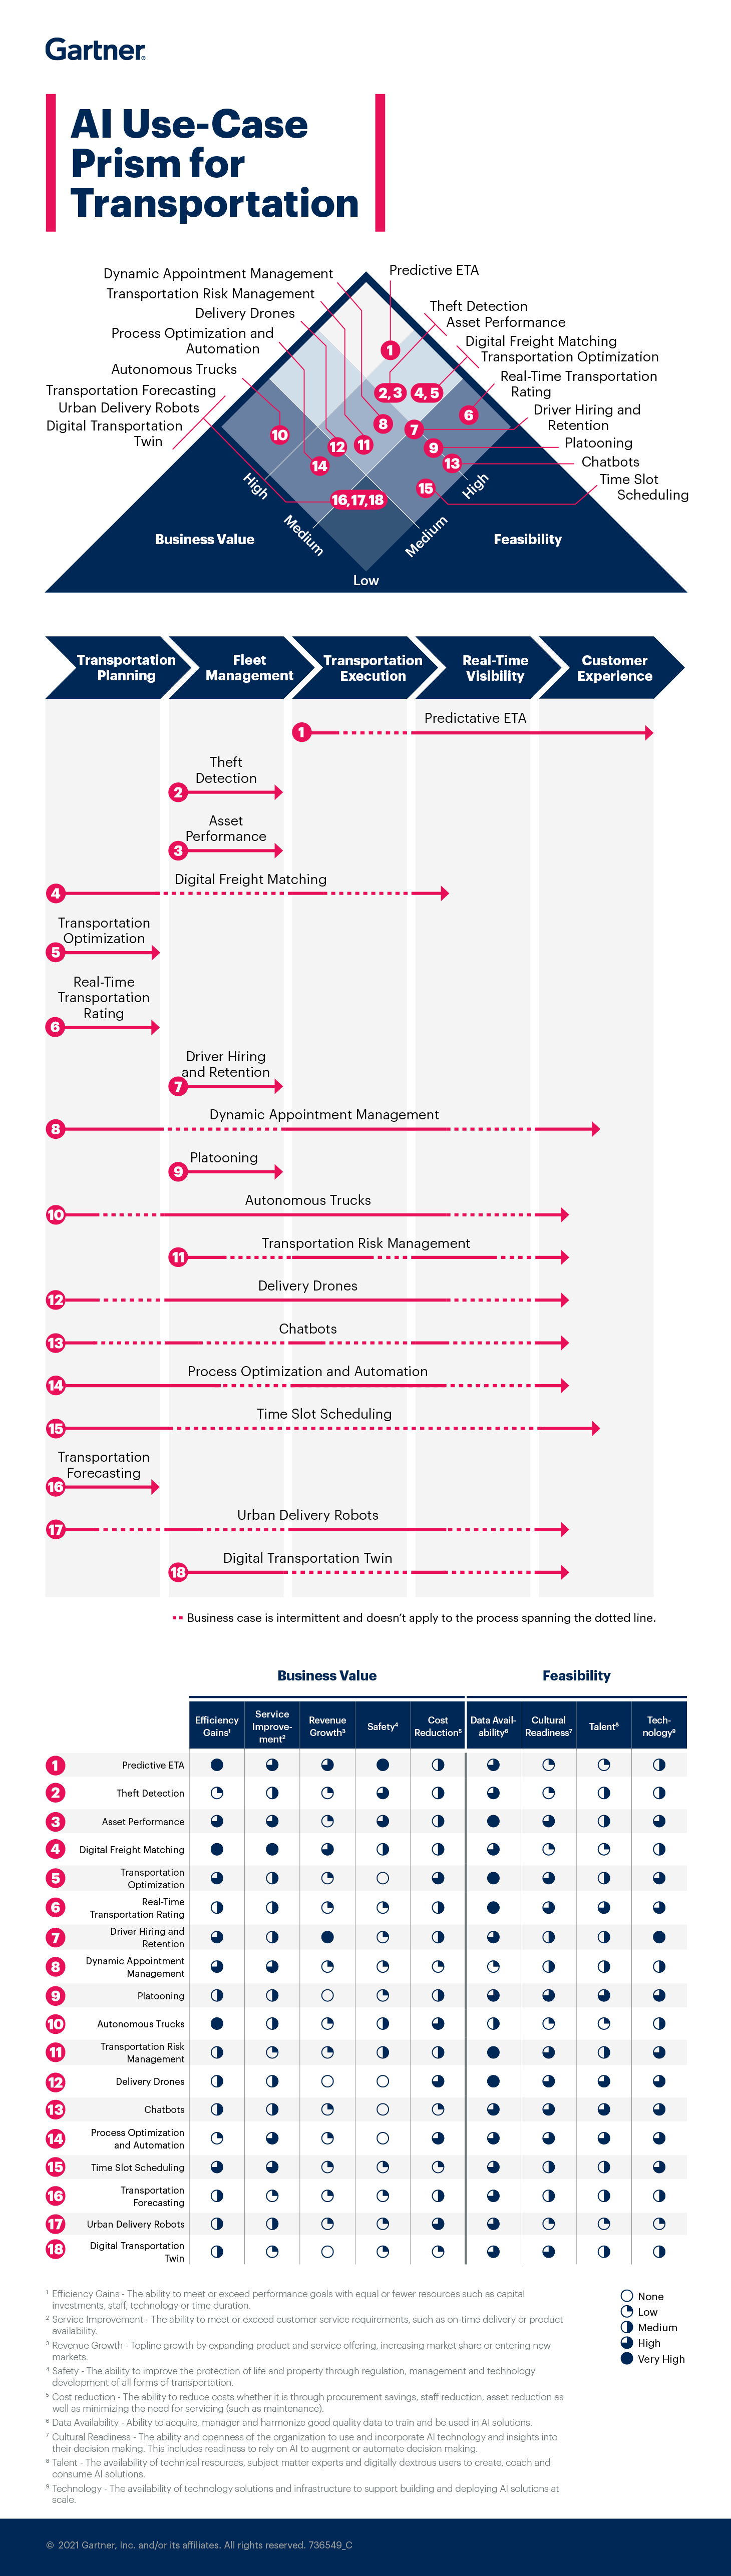 Gartner®
AI Use-Case
Prism for
Transportation
Dynamic Appointment Management
Transportation Risk Management
Delivery Drones
Process Optimization and
Automation
Autonomous Trucks
Transportation Forecasting
Urban Delivery Robots
Digital Transportation
Twin
Predictive ETA
Theft Detection
Asset Performance
Digital Freight Matching
Transportation Optimization
Real-Time Transportation
Rating
Driver Hiring and
Retention
Platooning
Chatbots
Time Slot
Scheduling
1
2, 3
4, 5
6
8
7
10
12
11
9
14
13
15
16, 17, 18
High
Medium
Low
Medium
High
Business Value
Feasibility
Transportation
Planning
Fleet
Management
Transportation
Execution
Real-Time
Visibility
Customer
Experience
1
Predictative ETA
2
Theft
Detection
3
Asset
Performance
4
Digital Freight Matching
5
Transportation
Optimization
6
Real-Time
Transportation
Rating
7
Driver Hiring
and Retention
8
Dynamic Appointment Management
9
Platooning
10
Autonomous Trucks
11
Transportation Risk Management
12
Delivery Drones
13
Chatbots
14
Process Optimization and Automation
15
Time Slot Scheduling
16
Transportation
Forecasting
17
Urban Delivery Robots
18
Digital Transportation Twin
Business case is intermittent and doesn't apply to the process spanning the dotted line.
Business Value
Feasibility
Efficiency
Gains¹
Service
Improve-
ment²
Revenue
Growth³
Safety⁴
Cost
Reduction⁵
Data Avail-
ability⁶
Cultural
Readiness⁷
Talent⁸
Tech-
nology⁹
1 Predictive ETA
2 Theft Detection
3 Asset Performance
4 Digital Freight Matching
5 Transportation
Optimization
6 Real-Time
Transportation Rating
7 Driver Hiring and
Retention
8 Dynamic Appointment
Management
9 Platooning
10 Autonomous Trucks
11 Transportation Risk
Management
12 Delivery Drones
13 Chatbots
14 Process Optimization
and Automation
15 Time Slot Scheduling
16 Transportation
Forecasting
17 Urban Delivery Robots
18 Digital Transportation
Twin
¹ Efficiency Gains - The ability to meet or exceed performance goals with equal or fewer resources such as capital
investments, staff, technology or time duration.
² Service Improvement - The ability to meet or exceed customer service requirements, such as on-time delivery or product
availability.
³ Revenue Growth - Topline growth by expanding product and service offering, increasing market share or entering new
markets.
⁴ Safety - The ability to improve the protection of life and property through regulation, management and technology
development of all forms of transportation.
⁵ Cost reduction - The ability to reduce costs whether it is through procurement savings, staff reduction, asset reduction as
well as minimizing the need for servicing (such as maintenance).
⁶ Data Availability - Ability to acquire, manager and harmonize good quality data to train and be used in AI solutions.
⁷ Cultural Readiness - The ability and openness of the organization to use and incorporate AI technology and insights into
their decision making. This includes readiness to rely on AI to augment or automate decision making.
⁸ Talent - The availability of technical resources, subject matter experts and digitally dextrous users to create, coach and
consume AI solutions.
⁹ Technology - The availability of technology solutions and infrastructure to support building and deploying AI solutions at
scale.
None
Low
Medium
High
Very High
© 2021 Gartner, Inc. and/or its affiliates. All rights reserved. 736549_C